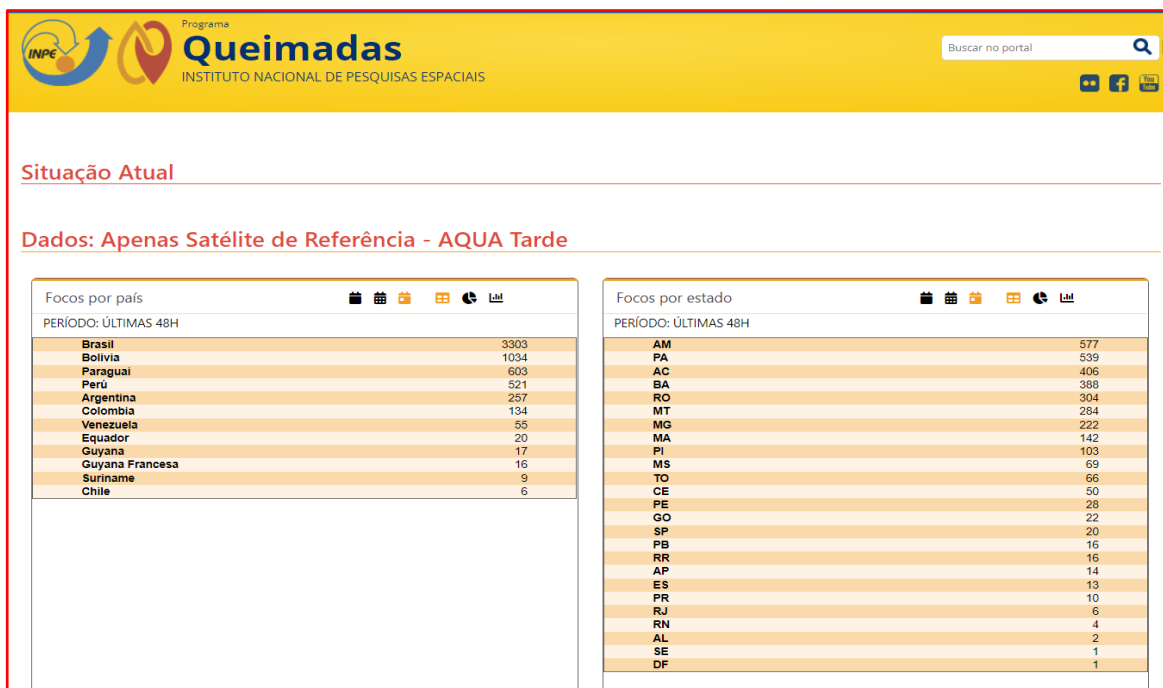 Programa
INPE
Queimadas
INSTITUTO NACIONAL DE PESQUISAS ESPACIAIS
Buscar no portal
You Tube
Situação Atual
Dados: Apenas Satélite de Referência - AQUA Tarde
Focos por país
PERÍODO: ÚLTIMAS 48H
Brasil 3303
Bolivia 1034
Paraguai 603
Perú 521
Argentina 257
Colombia 134
Venezuela 55
Equador 20
Guyana 17
Guyana Francesa 16
Suriname 9
Chile 6
Focos por estado
PERÍODO: ÚLTIMAS 48H
AM 577
PA 539
AC 406
BA 388
RO 304
MT 284
MG 222
MA 142
PI 103
MS 69
TO 66
CE 50
PE 28
GO 22
SP 20
PB 16
RR 16
AP 14
ES 13
PR 10
RJ 6
RN 4
AL 2
SE 1
DF 1